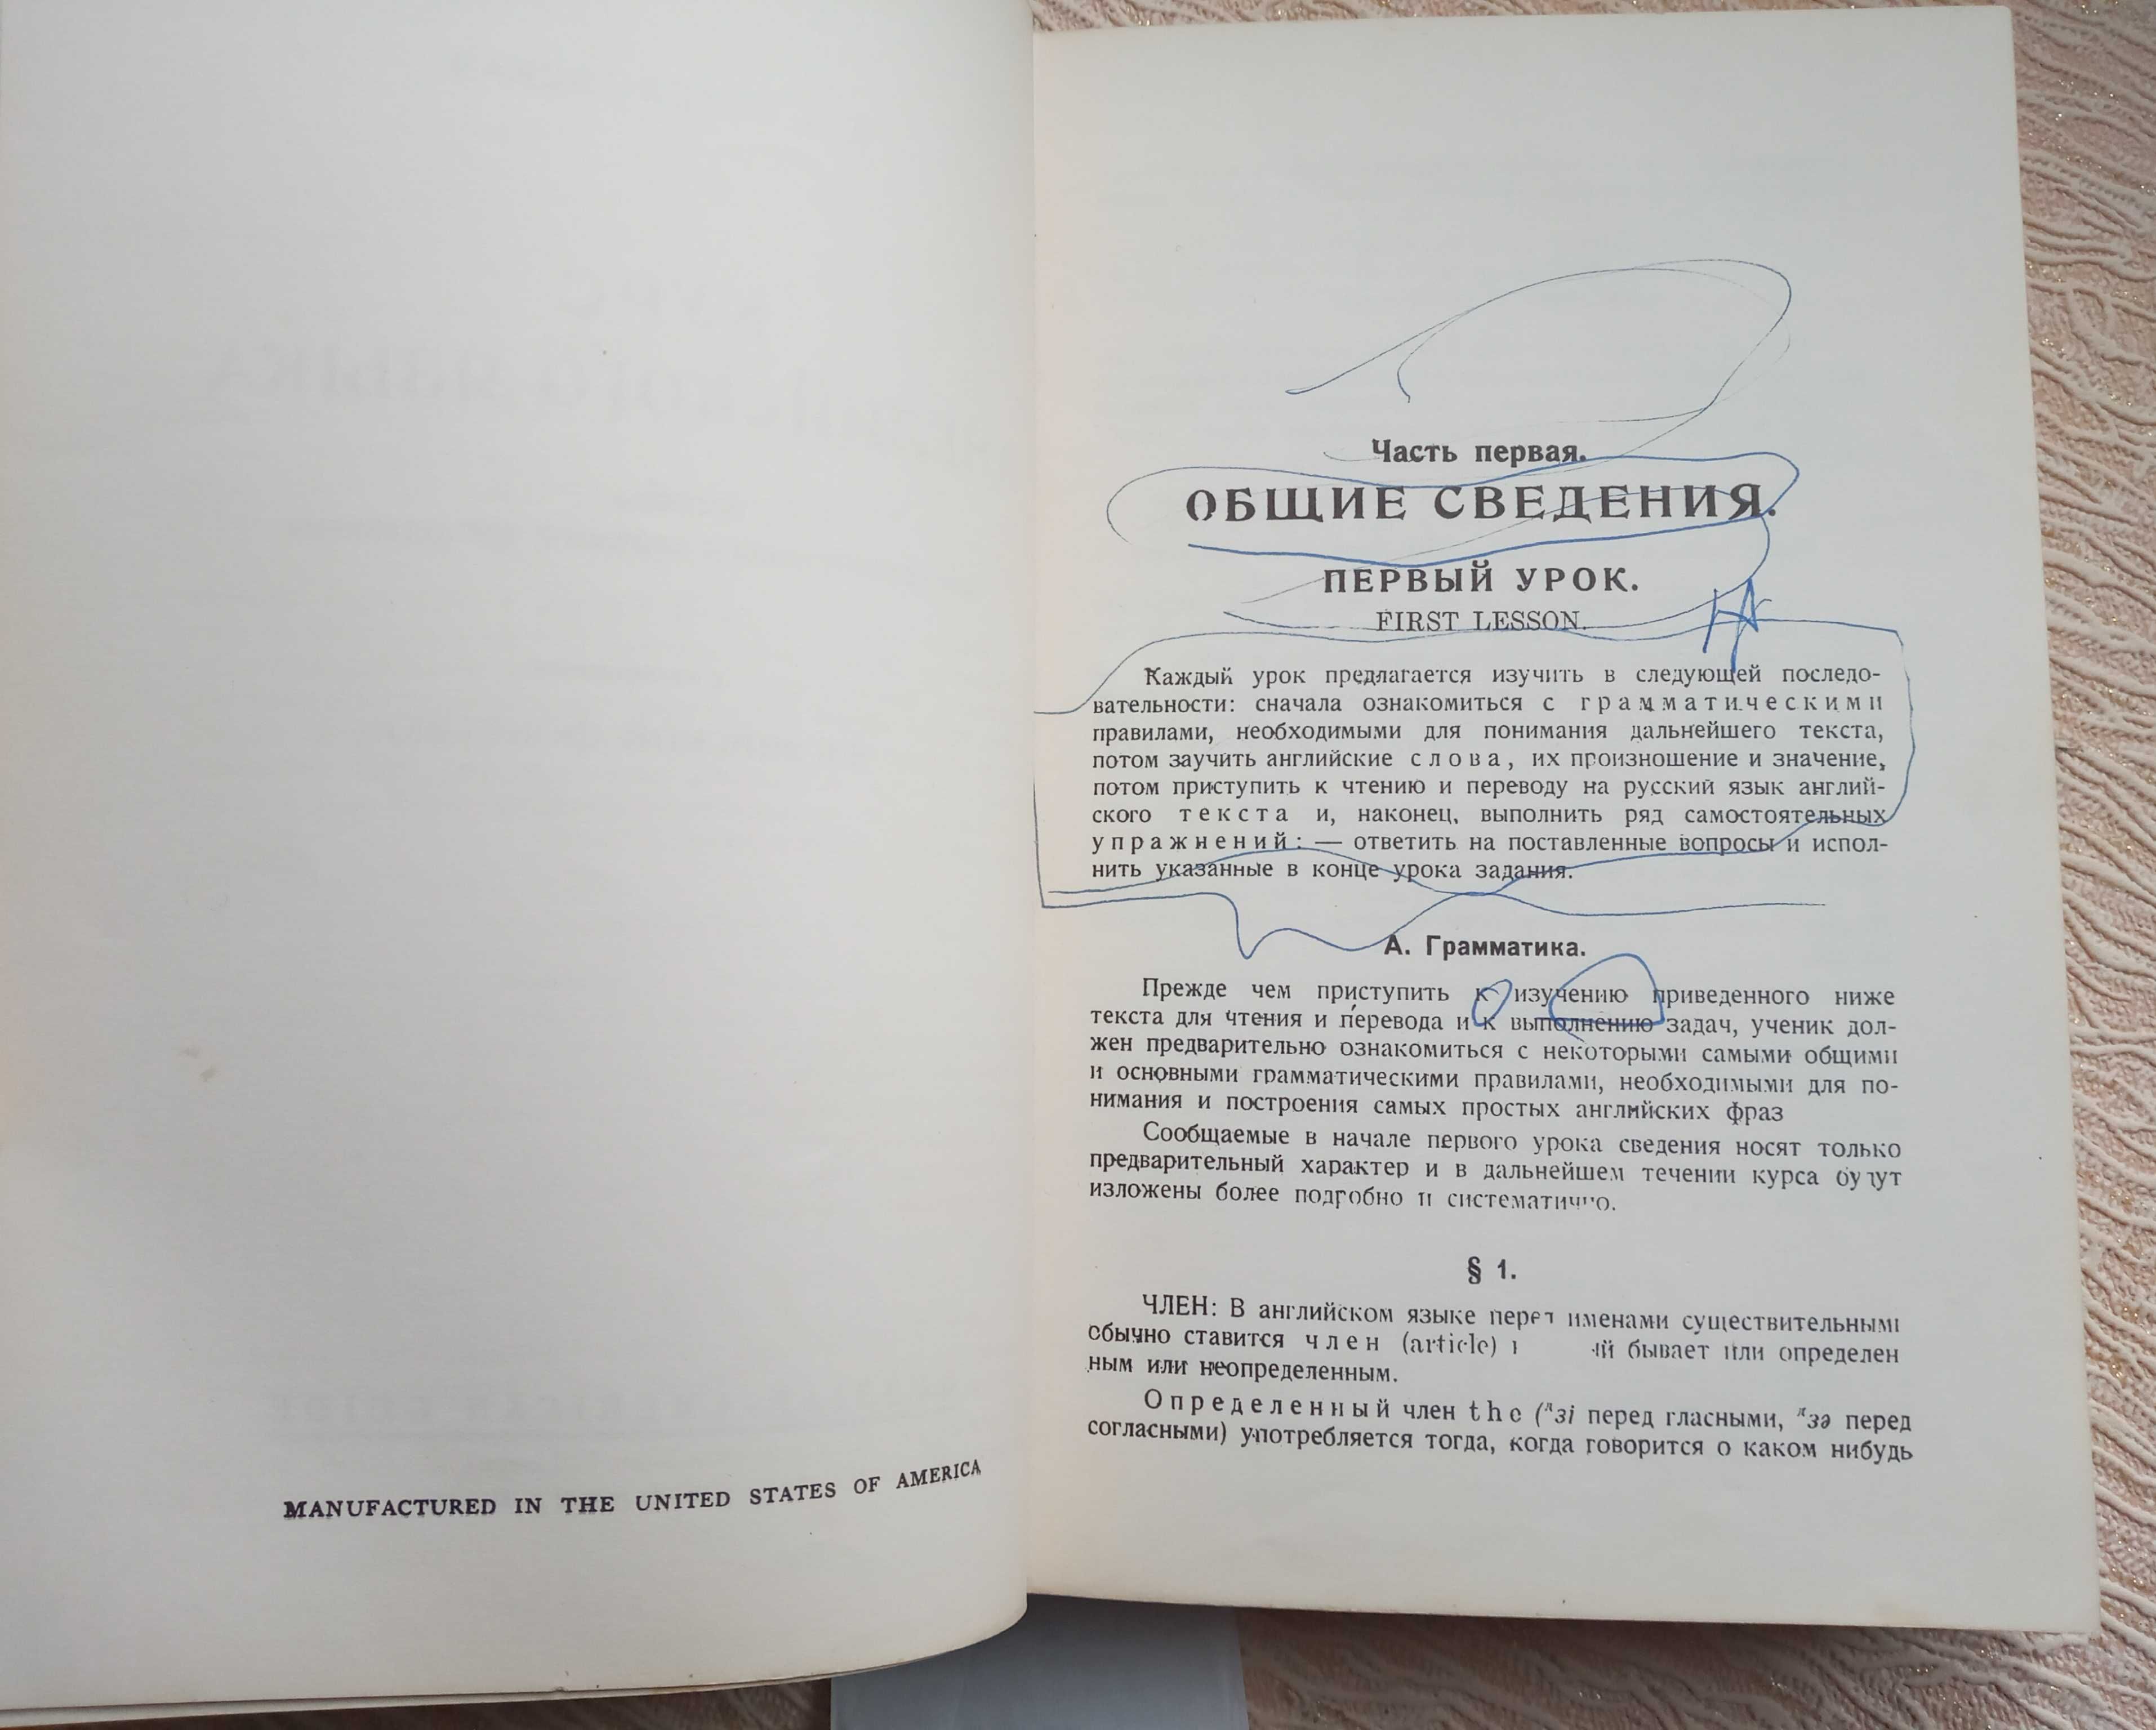 MANUFACTURED IN THE UNITED STATES OF AMERICA
Часть первая.
ОБЩИЕ СВЕДЕНИЯ.
ПЕРВЫЙ УРОК.
FIRST LESSON.
Каждый урок предлагается изучить в следующей последо-
вательности: сначала ознакомиться с грамматическими
правилами, необходимыми для понимания дальнейшего текста,
потом заучить английские слова, их произношение и значение,
потом приступить к чтению и переводу на русский язык англий-
ского текста и, наконец, выполнить ряд самостоятельных
упражнений: — ответить на поставленные вопросы и испол-
нить указанные в конце урока задания.
А. Грамматика.
Прежде чем приступить к изучению приведенного ниже
текста для чтения и перевода и к выполнению задач, ученик дол-
жен предварительно ознакомиться с некоторыми самыми общими
и основными грамматическими правилами, необходимыми для по-
нимания и построения самых простых английских фраз
Сообщаемые в начале первого урока сведения носят только
предварительный характер и в дальнейшем течении курса будут
изложены более подробно и систематично.
§ 1.
ЧЛЕН: В английском языке перед именами существительными
обычно ставится член (article) бывает или определен
ным или неопределенным.
Определенный член the (ᵈзi перед гласными, ᵈзə перед
согласными) употребляется тогда, когда говорится о каком нибудь